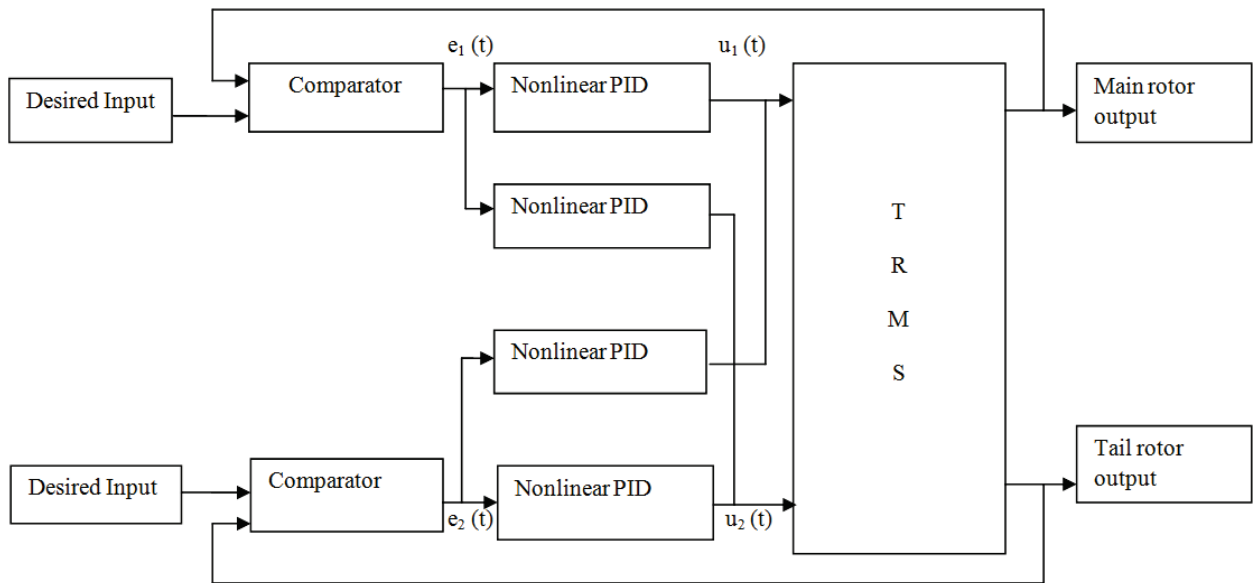 e₁ (t)
u₁ (t)
Desired Input
Comparator
Nonlinear PID
Main rotor
output
Nonlinear PID
T
R
M
S
Nonlinear PID
Desired Input
Comparator
Nonlinear PID
Tail rotor
output
e₂ (t)
u₂ (t)